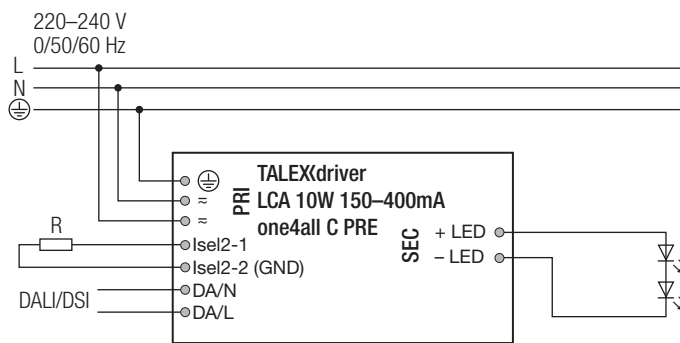 220–240 V
0/50/60 Hz
L
N
PRI
≂
≂
TALEXXdriver
LCA 10W 150–400mA
one4all C PRE
R
Isel2-1
Isel2-2 (GND)
DALI/DSI
DA/N
DA/L
SEC
+ LED
– LED